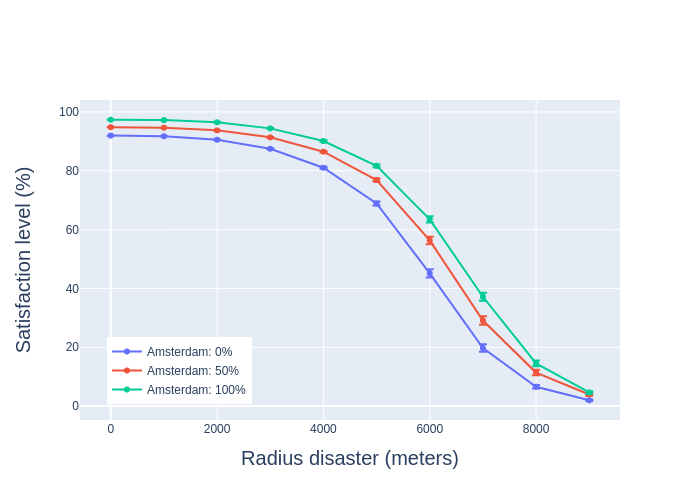 100
80
60
40
20
0
Satisfaction level (%)
Amsterdam: 0%
Amsterdam: 50%
Amsterdam: 100%
0
2000
4000
6000
8000
Radius disaster (meters)